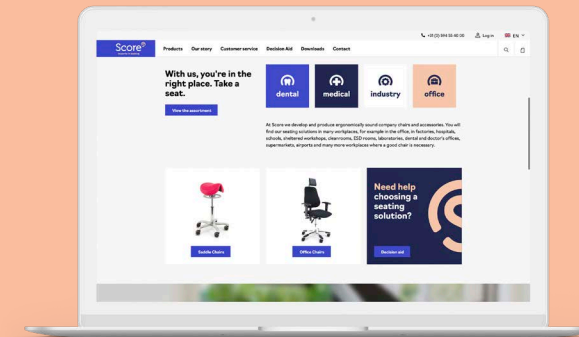 +31 (0) 594 55 40 00 Log in EN
Score®
Products Our story Customer service Decision Aid Downloads Contact
With us, you're in the
right place. Take a
seat.
View the assortment
dental medical industry office
At Score we develop and produce ergonomically sound company chairs and accessories. You will
find our seating solutions in many workplaces, for example in the office, in factories, hospitals,
schools, sheltered workshops, cleanrooms, ESD rooms, laboratories, dental and doctor's offices,
supermarkets, airports and many more workplaces where a good chair is necessary.
Saddle Chairs
Office Chairs
Need help
choosing a
seating
solution?
Decision aid